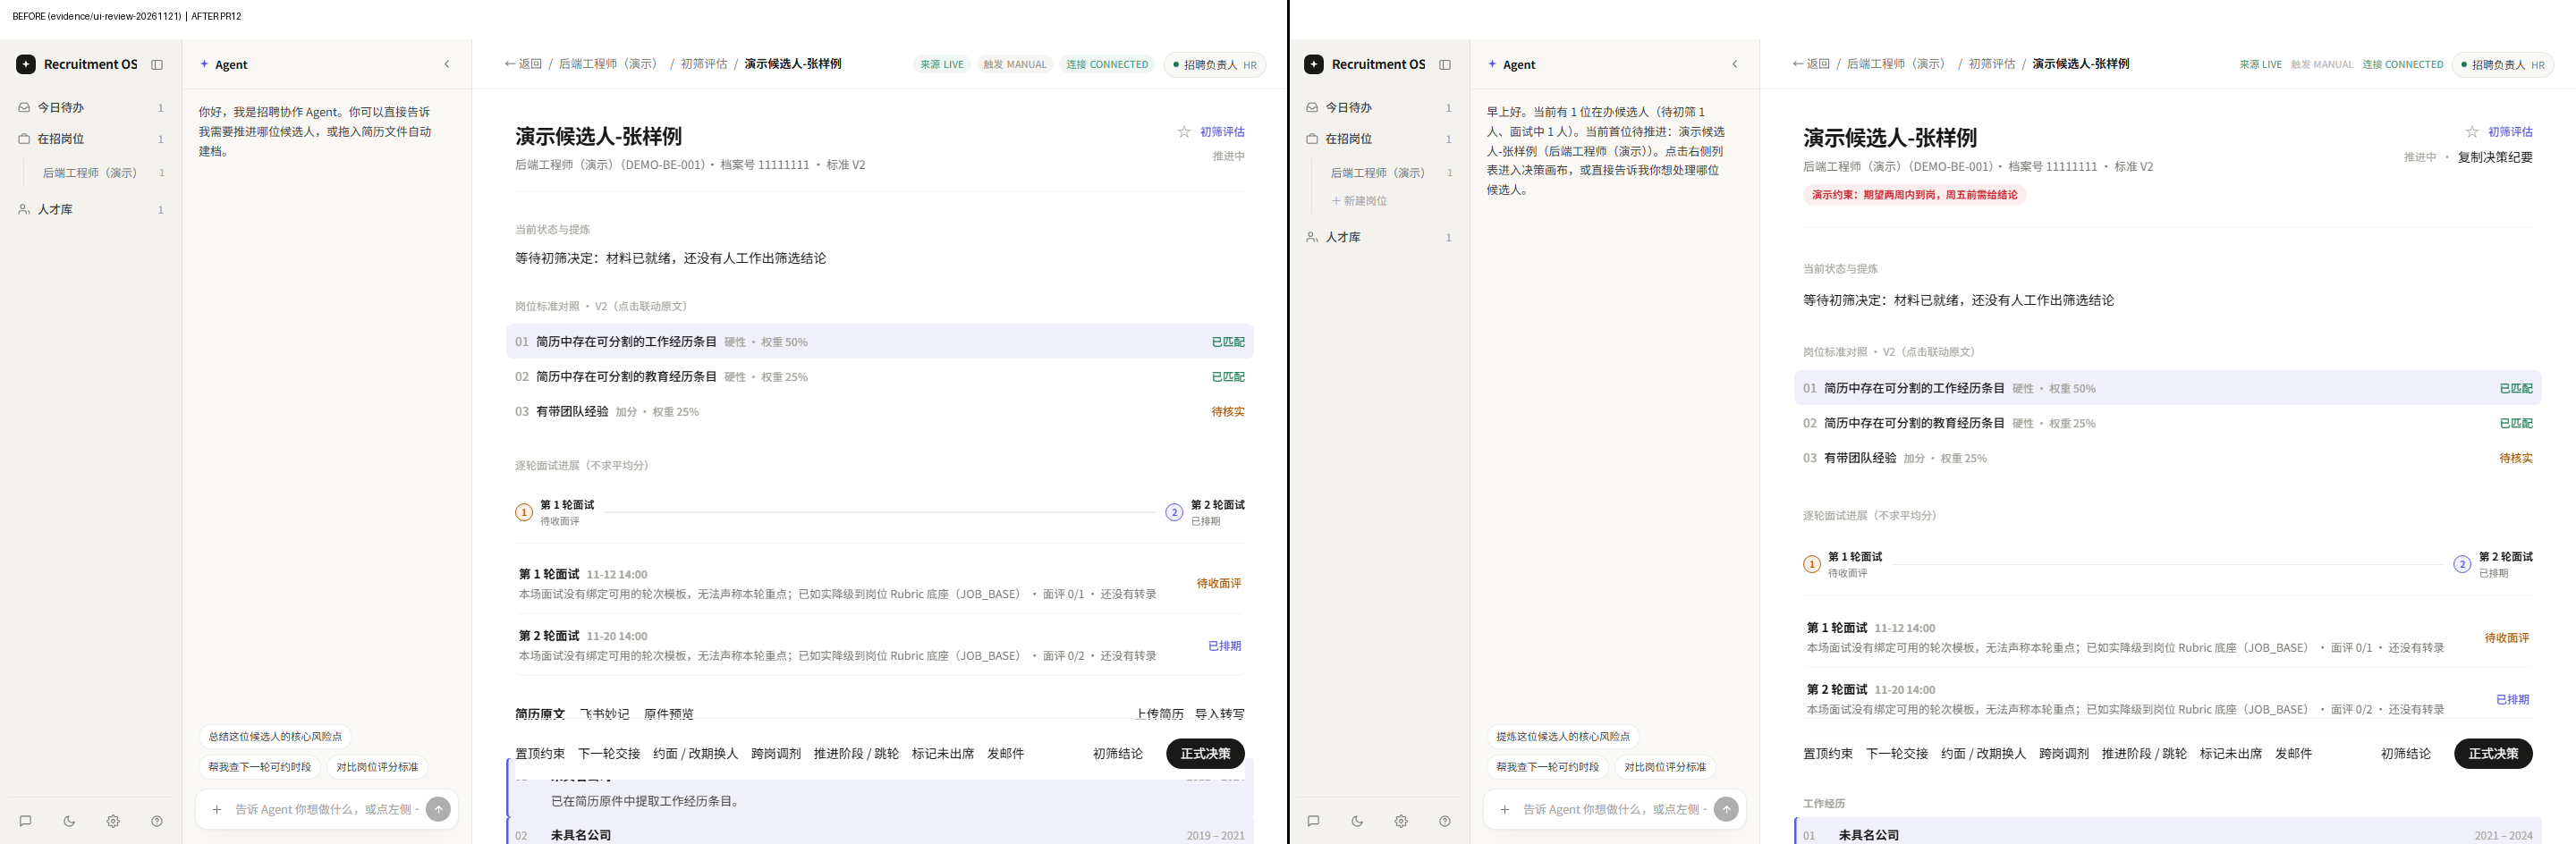 BEFORE (evidence/ui-review-20261121) | AFTER PR12
Recruitment OS
今日待办 1
在招岗位 1
后端工程师（演示） 1
人才库 1
Agent
你好，我是招聘协作 Agent。你可以直接告诉
我需要推进哪位候选人，或拖入简历文件自动
建档。
总结这位候选人的核心风险点
帮我查下一轮可约时段
对比岗位评分标准
告诉 Agent 你想做什么，或点左侧 -
←返回 / 后端工程师（演示） / 初筛评估 / 演示候选人-张样例
来源 LIVE 触发 MANUAL 连接 CONNECTED 招聘负责人 HR
演示候选人-张样例
初筛评估
推进中
后端工程师（演示）（DEMO-BE-001）· 档案号 11111111 · 标准 V2
当前状态与提炼
等待初筛决定：材料已就绪，还没有人工作出筛选结论
岗位标准对照 · V2（点击联动原文）
01 简历中存在可分割的工作经历条目 硬性 · 权重 50% 已匹配
02 简历中存在可分割的教育经历条目 硬性 · 权重 25% 已匹配
03 有带团队经验 加分 · 权重 25% 待核实
逐轮面试进展（不求平均分）
1 第 1 轮面试 待收面评
2 第 2 轮面试 已排期
第 1 轮面试 11-12 14:00 待收面评
本场面试没有绑定可用的轮次模板，无法声称本轮重点；已如实降级到岗位 Rubric 底座（JOB_BASE） · 面评 0/1 · 还没有转录
第 2 轮面试 11-20 14:00 已排期
本场面试没有绑定可用的轮次模板，无法声称本轮重点；已如实降级到岗位 Rubric 底座（JOB_BASE） · 面评 0/2 · 还没有转录
简历原文 飞书妙记 原件预览 上传简历 导入转写
置顶约束 下一轮交接 约面 / 改期换人 跨岗调剂 推进阶段 / 跳轮 标记未出席 发邮件 初筛结论 正式决策
已在简历原件中提取工作经历条目。
02 未具名公司 2019 – 2021
Recruitment OS
今日待办 1
在招岗位 1
后端工程师（演示） 1
+ 新建岗位
人才库 1
Agent
早上好。当前有 1 位在办候选人（待初筛 1
人、面试中 1 人）。当前首位待推进：演示候选
人-张样例（后端工程师（演示））。点击右侧列
表进入决策画布，或直接告诉我你想处理哪位
候选人。
提炼这位候选人的核心风险点
帮我查下一轮可约时段
对比岗位评分标准
告诉 Agent 你想做什么，或点左侧 -
←返回 / 后端工程师（演示） / 初筛评估 / 演示候选人-张样例
来源 LIVE 触发 MANUAL 连接 CONNECTED 招聘负责人 HR
演示候选人-张样例
初筛评估
推进中 · 复制决策纪要
后端工程师（演示）（DEMO-BE-001）· 档案号 11111111 · 标准 V2
演示约束：期望两周内到岗，周五前需给结论
当前状态与提炼
等待初筛决定：材料已就绪，还没有人工作出筛选结论
岗位标准对照 · V2（点击联动原文）
01 简历中存在可分割的工作经历条目 硬性 · 权重 50% 已匹配
02 简历中存在可分割的教育经历条目 硬性 · 权重 25% 已匹配
03 有带团队经验 加分 · 权重 25% 待核实
逐轮面试进展（不求平均分）
1 第 1 轮面试 待收面评
2 第 2 轮面试 已排期
第 1 轮面试 11-12 14:00 待收面评
本场面试没有绑定可用的轮次模板，无法声称本轮重点；已如实降级到岗位 Rubric 底座（JOB_BASE） · 面评 0/1 · 还没有转录
第 2 轮面试 11-20 14:00 已排期
本场面试没有绑定可用的轮次模板，无法声称本轮重点；已如实降级到岗位 Rubric 底座（JOB_BASE） · 面评 0/2 · 还没有转录
置顶约束 下一轮交接 约面 / 改期换人 跨岗调剂 推进阶段 / 跳轮 标记未出席 发邮件 初筛结论 正式决策
工作经历
01 未具名公司 2021 – 2024